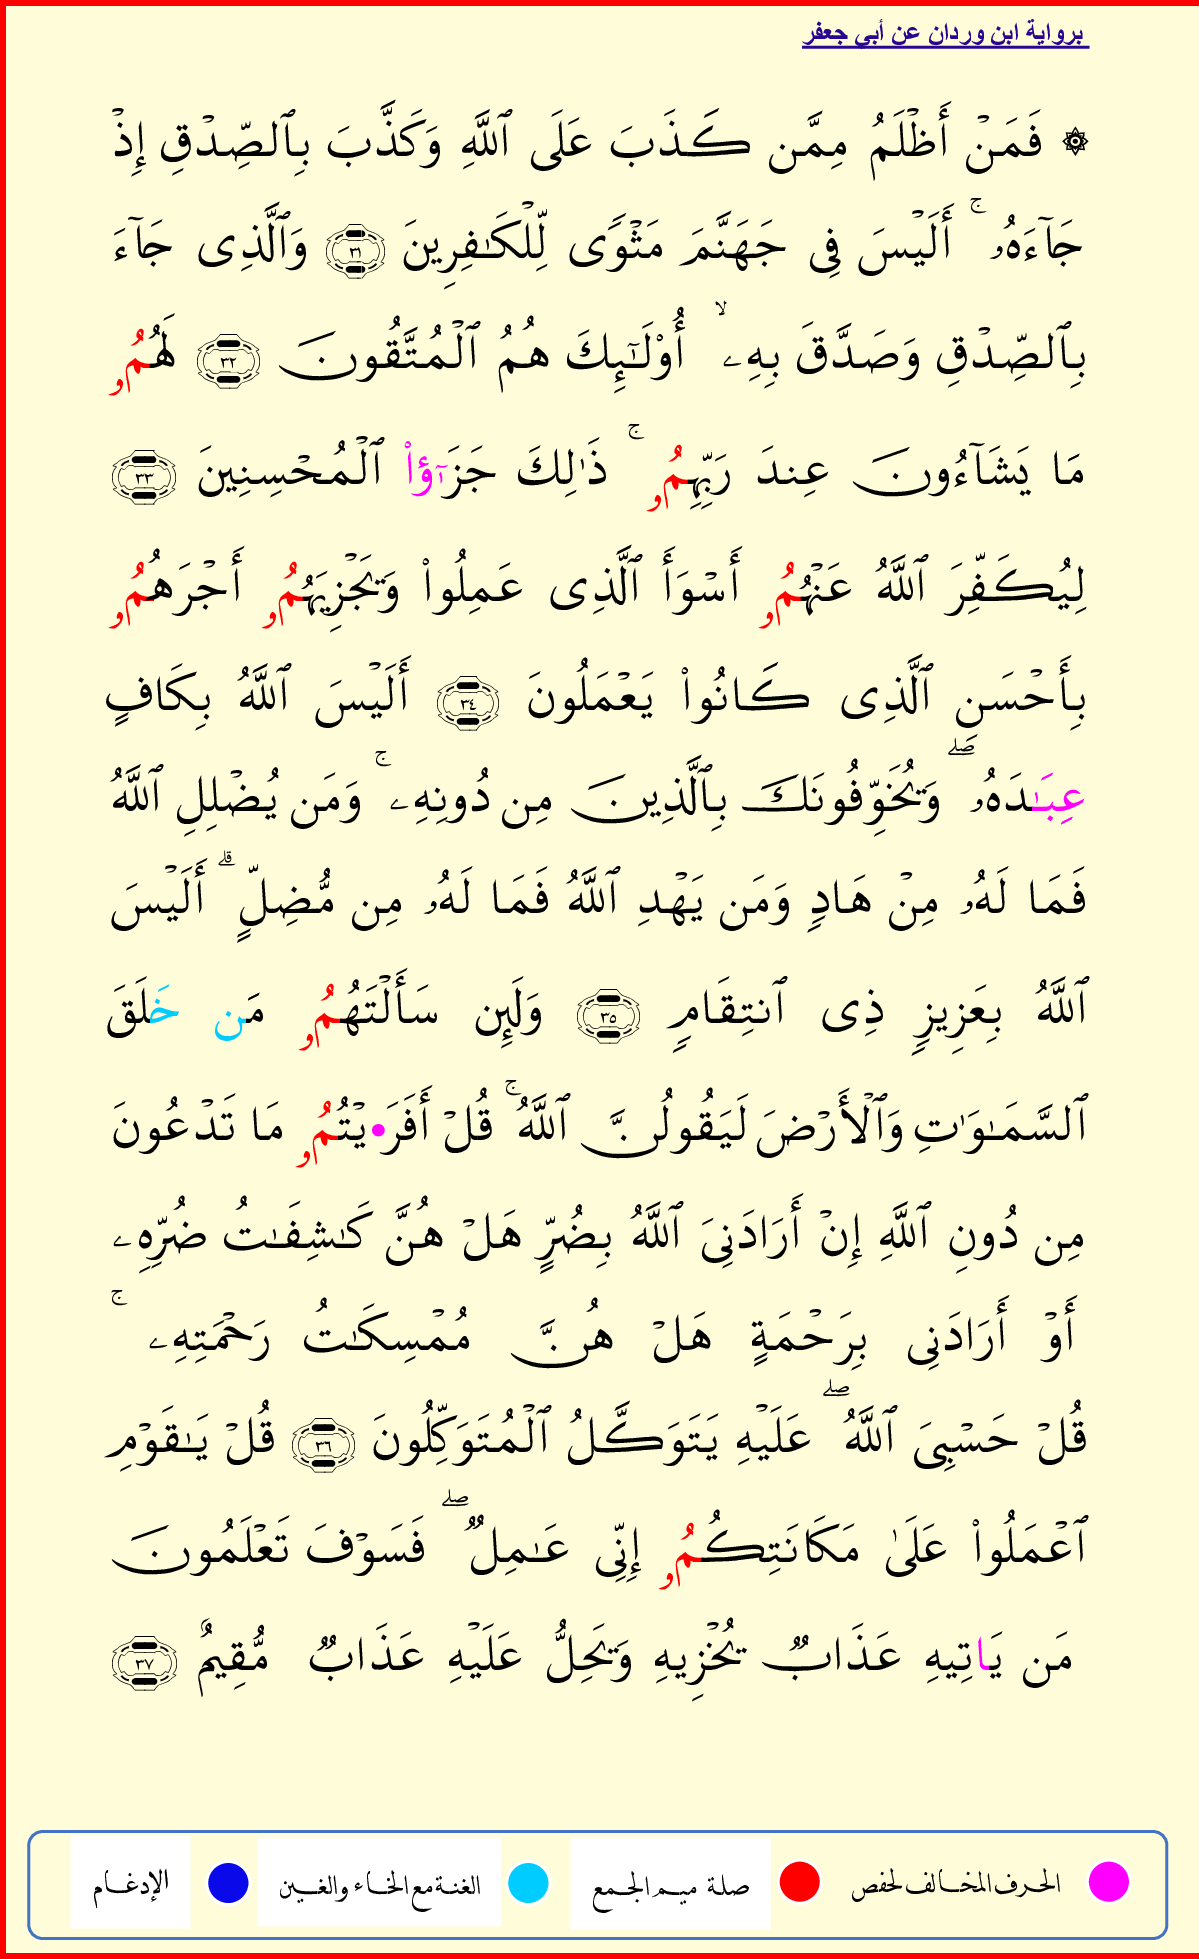 برواية ابن وردان عن أبي جعفر
۞ فَمَنۡ أَظۡلَمُ مِمَّن كَذَبَ عَلَى ٱللَّهِ وَكَذَّبَ بِٱلصِّدۡقِ إِذۡ
جَآءَهُۥ ۚ أَلَيۡسَ فِى جَهَنَّمَ مَثۡوًى لِّلۡكَـٰفِرِينَ ٣١ وَٱلَّذِى جَآءَ
بِٱلصِّدۡقِ وَصَدَّقَ بِهِۦ ۙ أُوْلَـٰٓئِكَ هُمُ ٱلۡمُتَّقُونَ ٣٢ لَهُمُۥ
مَا يَشَآءُونَ عِندَ رَبِّهِمُۥ ۚ ذَٰلِكَ جَزَآؤُاْ ٱلۡمُحۡسِنِينَ ٣٣
لِيُكَفِّرَ ٱللَّهُ عَنۡهُمُۥ أَسۡوَأَ ٱلَّذِى عَمِلُواْ وَيَجۡزِيَهُمُۥ أَجۡرَهُمُۥ
بِأَحۡسَنِ ٱلَّذِى كَانُواْ يَعۡمَلُونَ ٣٤ أَلَيۡسَ ٱللَّهُ بِكَافٍ
عِبَـٰدَهُۥ ۖ وَيُخَوِّفُونَكَ بِٱلَّذِينَ مِن دُونِهِۦ ۚ وَمَن يُضۡلِلِ ٱللَّهُ
فَمَا لَهُۥ مِنۡ هَادٍ وَمَن يَهۡدِ ٱللَّهُ فَمَا لَهُۥ مِن مُّضِلٍّ ۗ أَلَيۡسَ
ٱللَّهُ بِعَزِيزٍ ذِى ٱنتِقَامٍ ٣٥ وَلَئِن سَأَلۡتَهُمُۥ مَن خَلَقَ
ٱلسَّمَـٰوَٰتِ وَٱلۡأَرۡضَ لَيَقُولُنَّ ٱللَّهُ ۚ قُلۡ أَفَرَ•يۡتُمُۥ مَا تَدۡعُونَ
مِن دُونِ ٱللَّهِ إِنۡ أَرَادَنِىَ ٱللَّهُ بِضُرٍّ هَلۡ هُنَّ كَـٰشِفَـٰتُ ضُرِّهِۦ
أَوۡ أَرَادَنِى بِرَحۡمَةٍ هَلۡ هُنَّ مُمۡسِكَـٰتُ رَحۡمَتِهِۦ ۚ
قُلۡ حَسۡبِىَ ٱللَّهُ ۖ عَلَيۡهِ يَتَوَكَّلُ ٱلۡمُتَوَكِّلُونَ ٣٦ قُلۡ يَـٰقَوۡمِ
ٱعۡمَلُواْ عَلَىٰ مَكَانَتِكُمُۥ إِنِّى عَـٰمِلٌ ۖ فَسَوۡفَ تَعۡلَمُونَ
مَن يَاتِيهِ عَذَابٌ يُخۡزِيهِ وَيَحِلُّ عَلَيۡهِ عَذَابٌ مُّقِيمٌ ٣٧
الحرف المخالف لحفص صلة ميم الجمع الغنة مع الخاء والغين الإدغام